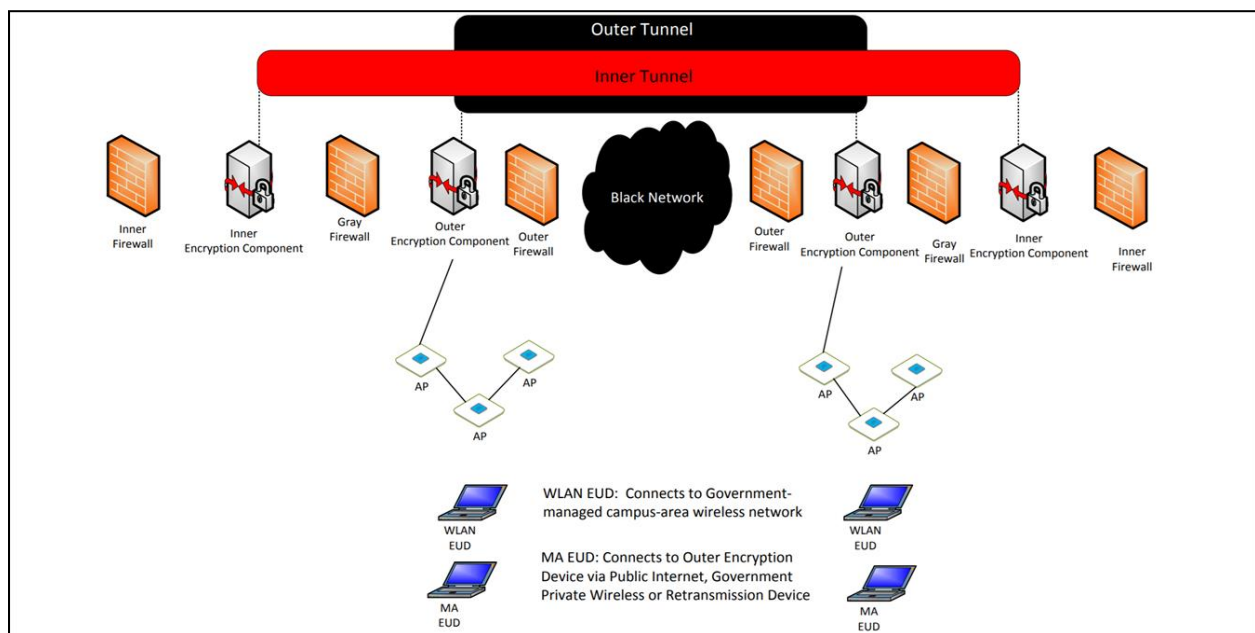 Outer Tunnel
Inner Tunnel
Black Network
Inner
Firewall
Inner
Encryption Component
Gray
Firewall
Outer
Encryption Component
Outer
Firewall
Outer
Firewall
Outer
Encryption Component
Gray
Firewall
Inner
Encryption Component
Inner
Firewall
AP
AP
AP
AP
AP
AP
WLAN
EUD
WLAN EUD:  Connects to Government-
managed campus-area wireless network
WLAN
EUD
MA
EUD
MA EUD: Connects to Outer Encryption
Device via Public Internet, Government
Private Wireless or Retransmission Device
MA
EUD